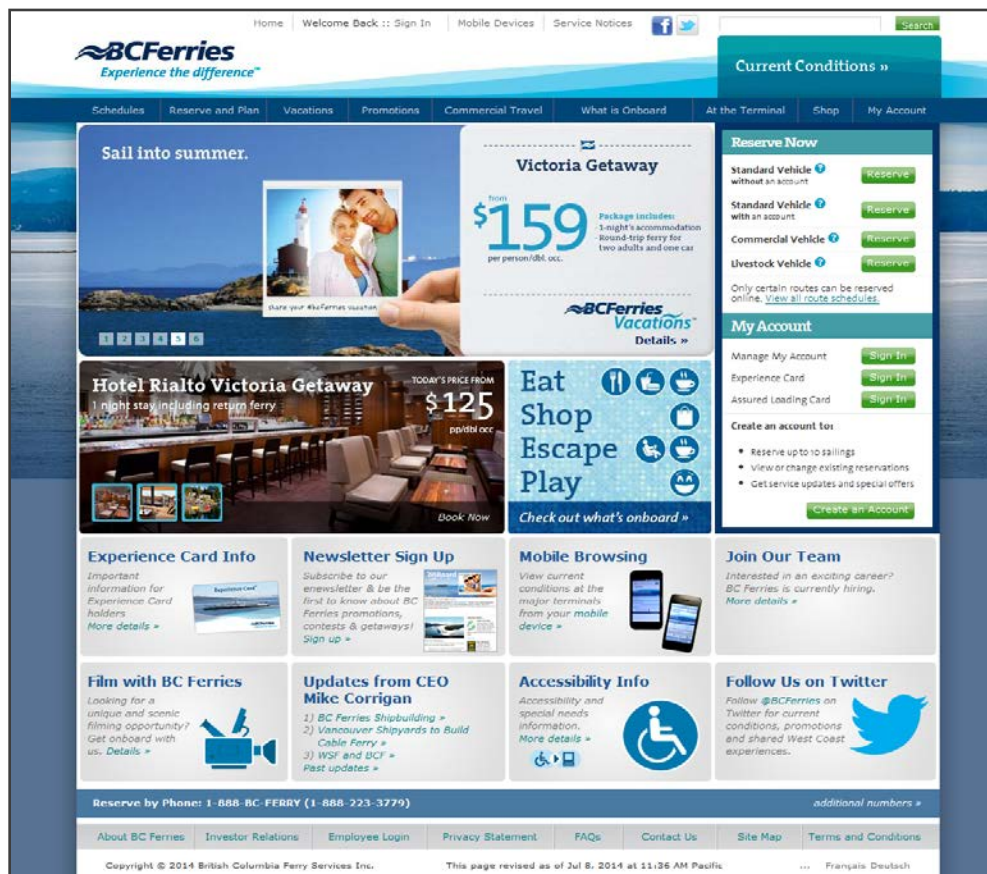 Home
Welcome Back :: Sign In
Mobile Devices
Service Notices
Search
BCFerries
Experience the difference™
Current Conditions »
Schedules
Reserve and Plan
Vacations
Promotions
Commercial Travel
What is Onboard
At the Terminal
Shop
My Account
Sail into summer.
share your #bcferries vacation
1 2 3 4 5 6
Victoria Getaway
from
$159
per person/dbl. occ.
Package includes:
· 1-night's accommodation
· Round-trip ferry for
two adults and one car
BCFerries
Vacations™
Details »
Reserve Now
Standard Vehicle ?
without an account
Reserve
Standard Vehicle ?
with an account
Reserve
Commercial Vehicle ?
Reserve
Livestock Vehicle ?
Reserve
Only certain routes can be reserved
online. View all route schedules.
My Account
Manage My Account
Sign In
Experience Card
Sign In
Assured Loading Card
Sign In
Create an account to:
• Reserve up to 10 sailings
• View or change existing reservations
• Get service updates and special offers
Create an Account
Hotel Rialto Victoria Getaway
1 night stay including return ferry
TODAY'S PRICE FROM
$125
pp/dbl occ
Book Now
Eat
Shop
Escape
Play
Check out what's onboard »
Experience Card Info
Important
information for
Experience Card
holders
More details »
Experience Card
Newsletter Sign Up
Subscribe to our
enewsletter & be the
first to know about BC
Ferries promotions,
contests & getaways!
Sign up »
Mobile Browsing
View current
conditions at the
major terminals
from your mobile
device »
Join Our Team
Interested in an exciting career?
BC Ferries is currently hiring.
More details »
Film with BC Ferries
Looking for a
unique and scenic
filming opportunity?
Get onboard with
us. Details »
Updates from CEO
Mike Corrigan
1) BC Ferries Shipbuilding »
2) Vancouver Shipyards to Build
Cable Ferry »
3) WSF and BCF »
Past updates »
Accessibility Info
Accessibility and
special needs
information.
More details »
Follow Us on Twitter
Follow @BCFerries on
Twitter for current
conditions, promotions
and shared West Coast
experiences.
Reserve by Phone: 1-888-BC-FERRY (1-888-223-3779)
additional numbers »
About BC Ferries
Investor Relations
Employee Login
Privacy Statement
FAQs
Contact Us
Site Map
Terms and Conditions
Copyright © 2014 British Columbia Ferry Services Inc.
This page revised as of Jul 8, 2014 at 11:36 AM Pacific
... Français Deutsch